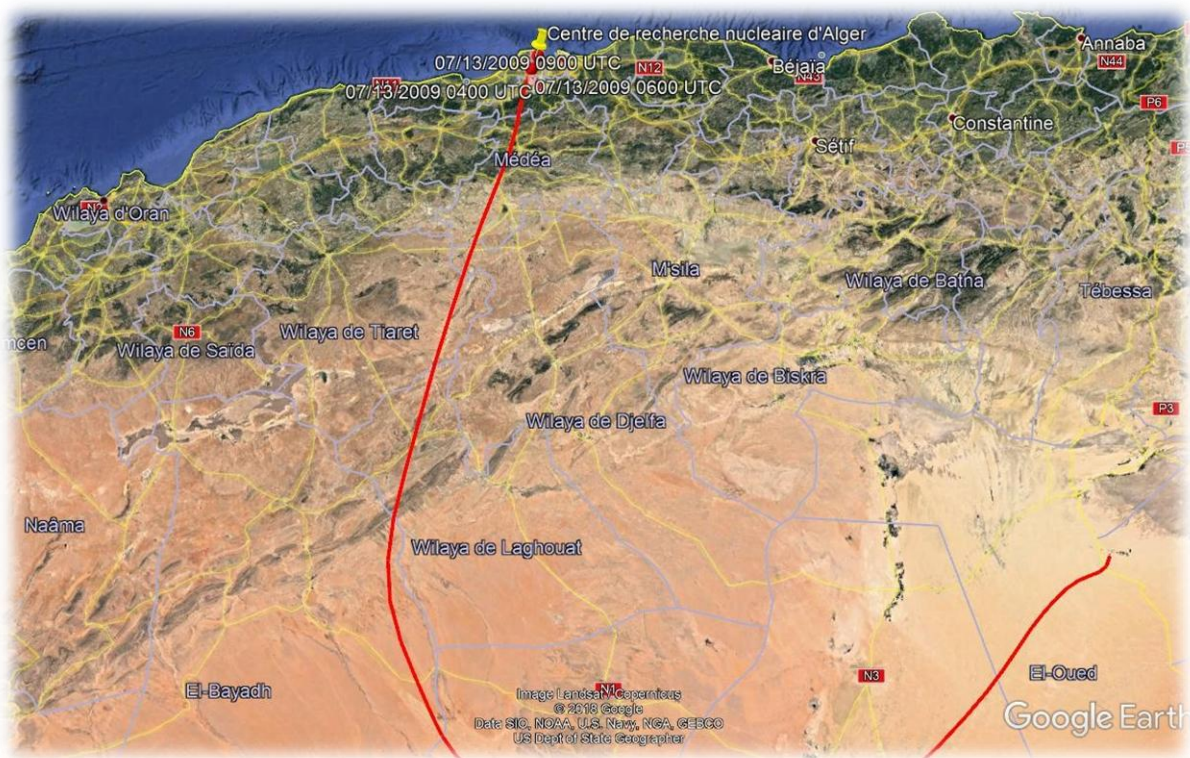 Centre de recherche nucleaire d'Alger
Annaba
N44
07/13/2009 0900 UTC
N12
Béjaïa
N43
N11
07/13/2009 0400 UTC
07/13/2009 0600 UTC
P6
Constantine
Sétif
Médéa
Wilaya d'Oran
M'sila
Wilaya de Batna
Tébessa
N6
Wilaya de Tiaret
Wilaya de Saïda
mcen
Wilaya de Biskra
P3
Wilaya de Djelfa
Naâma
Wilaya de Laghouat
El-Oued
N3
El-Bayadh
N1
Image Landsat / Copernicus
© 2018 Google
Data SIO, NOAA, U.S. Navy, NGA, GEBCO
US Dept of State Geographer
Google Earth